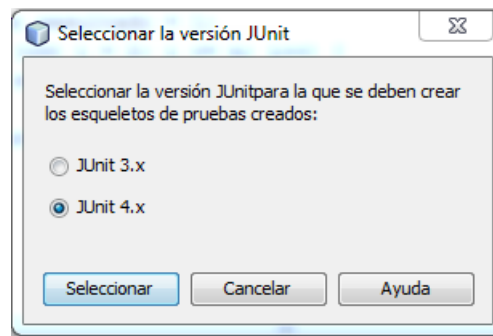 Seleccionar la versión JUnit
Seleccionar la versión JUnitpara la que se deben crear
los esqueletos de pruebas creados:
JUnit 3.x
JUnit 4.x
Seleccionar Cancelar Ayuda